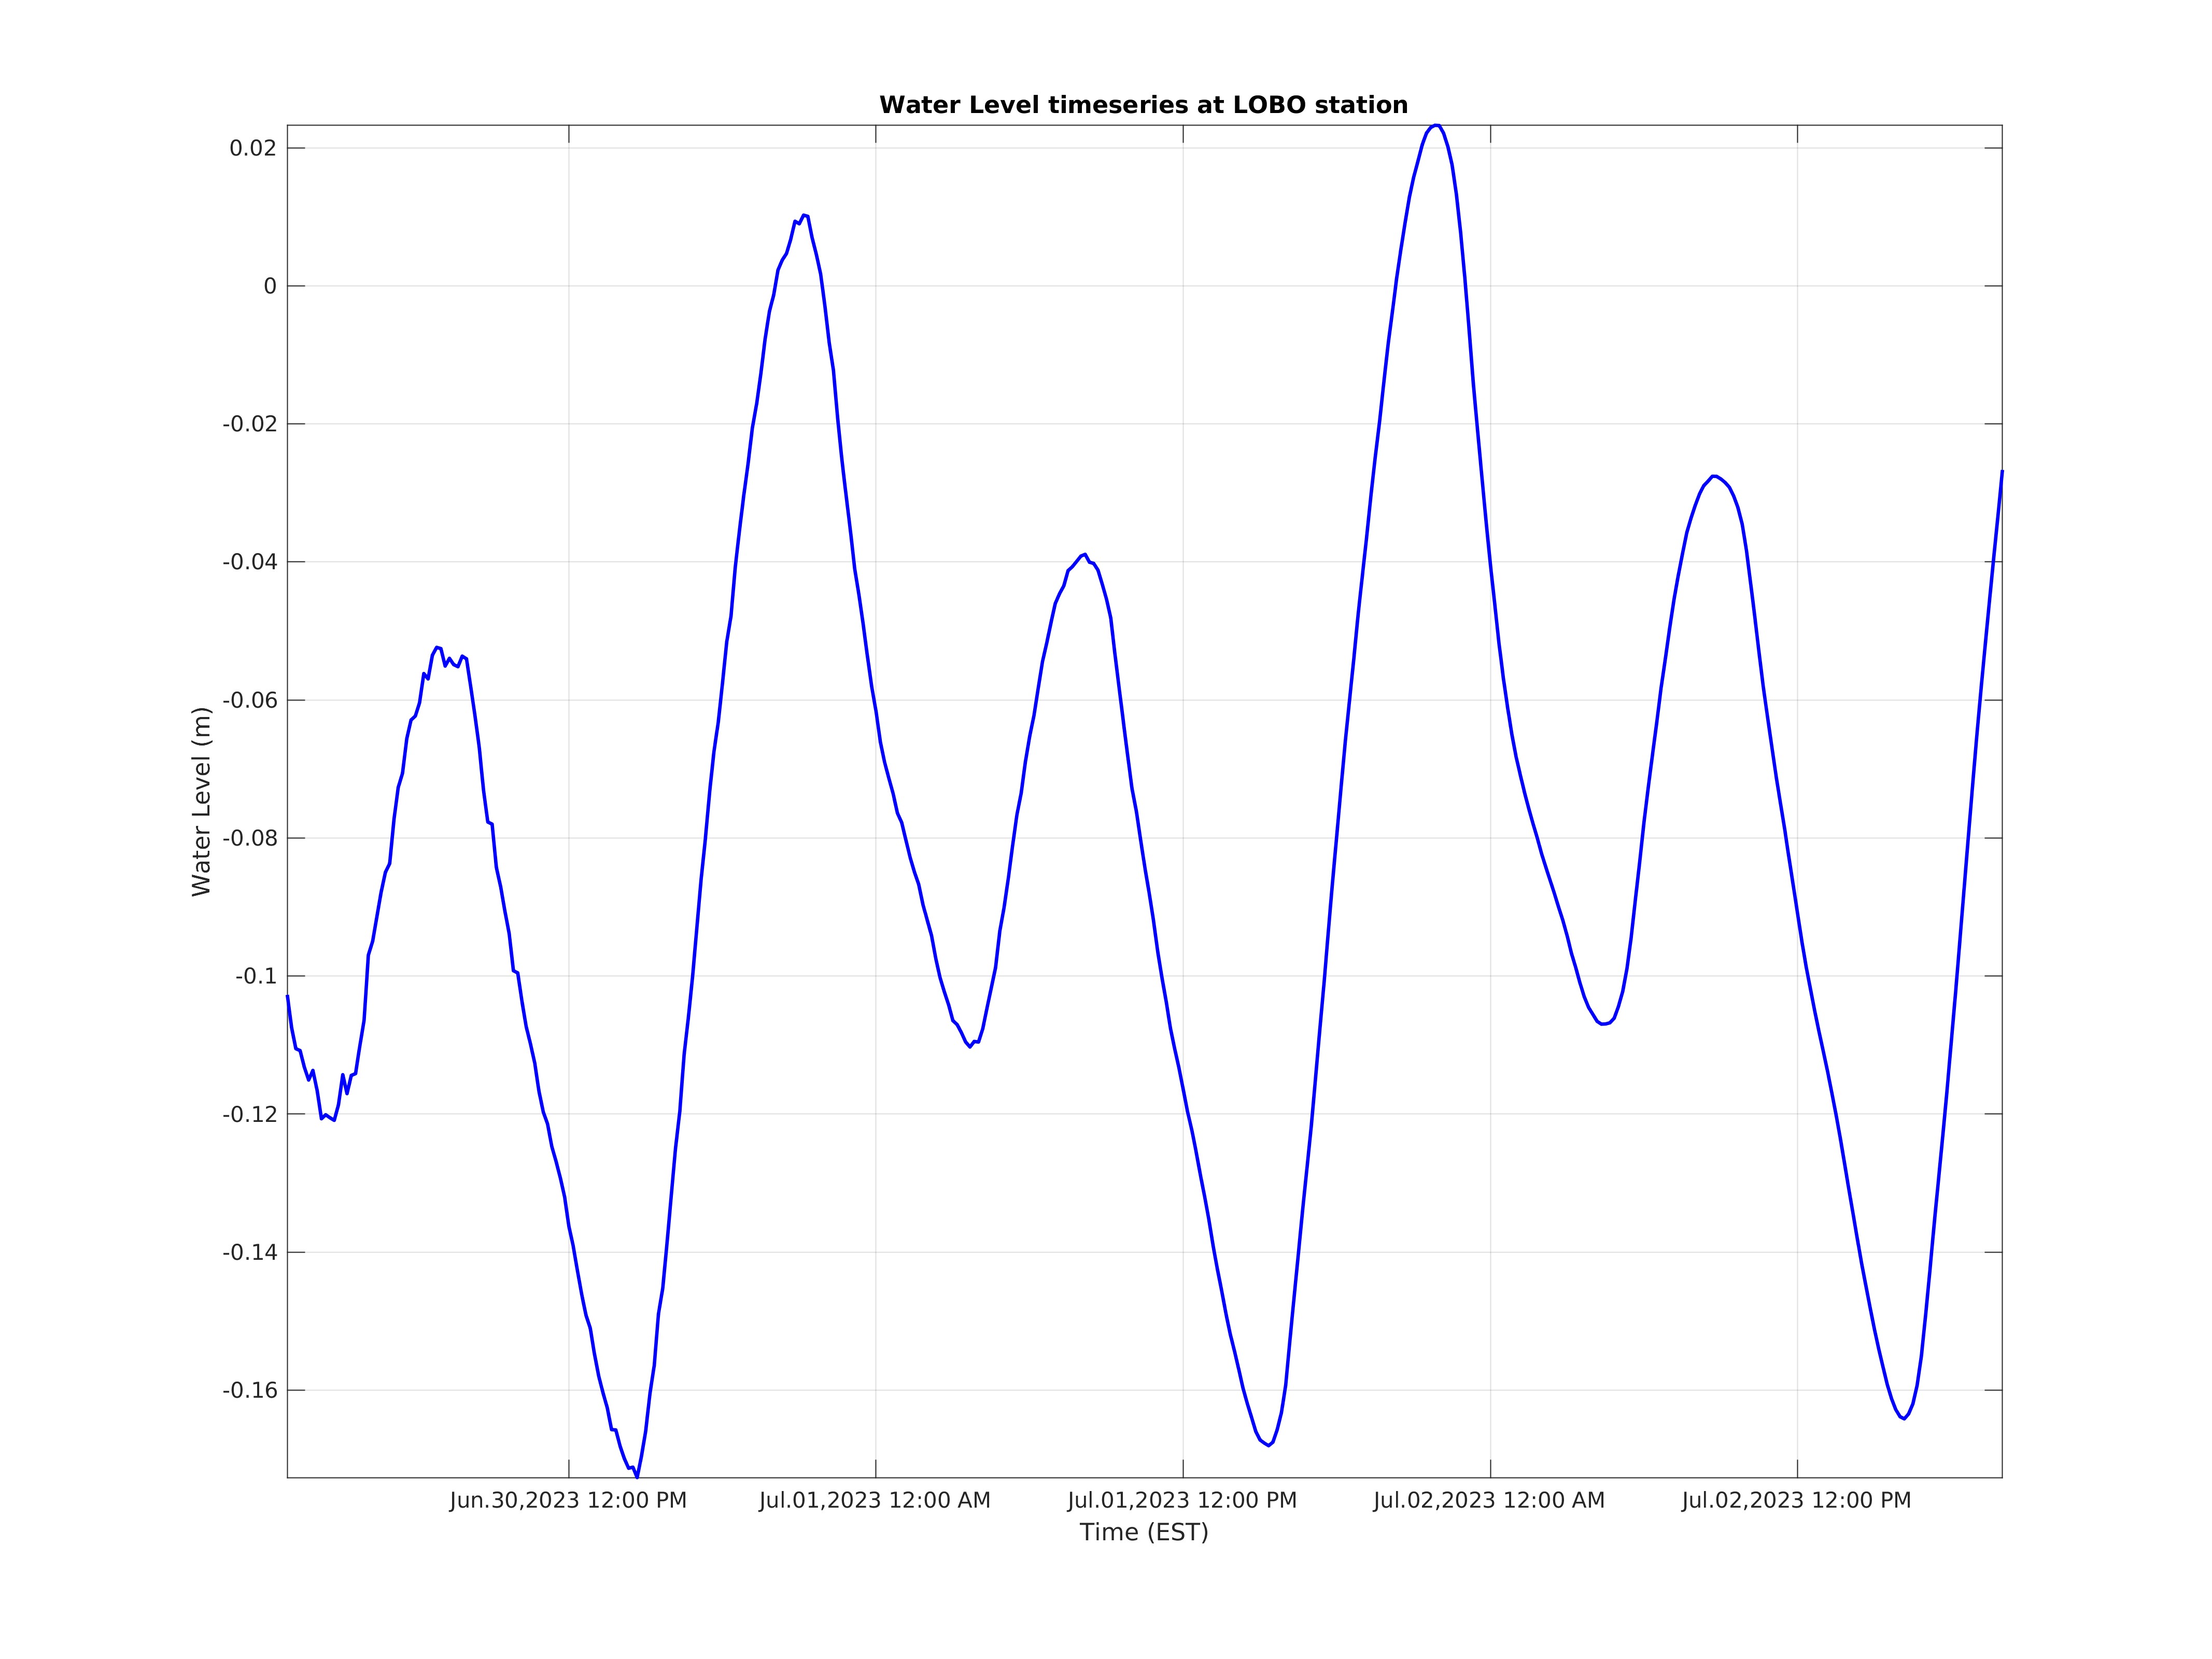 Water Level timeseries at LOBO station
0.02
0
-0.02
-0.04
-0.06
-0.08
-0.1
-0.12
-0.14
-0.16
Water Level (m)
Jun.30,2023 12:00 PM
Jul.01,2023 12:00 AM
Jul.01,2023 12:00 PM
Jul.02,2023 12:00 AM
Jul.02,2023 12:00 PM
Time (EST)